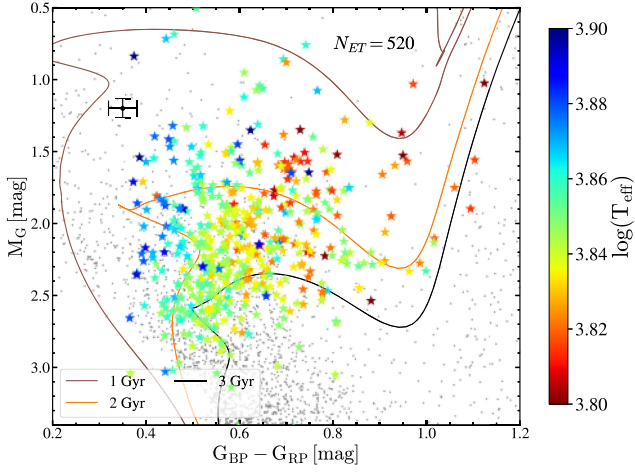 N_ET = 520
0.5
1.0
1.5
2.0
2.5
3.0
M_G [mag]
0.2 0.4 0.6 0.8 1.0 1.2
G_BP − G_RP [mag]
1 Gyr
2 Gyr
3 Gyr
3.90
3.88
3.86
3.84
3.82
3.80
log(T_eff)